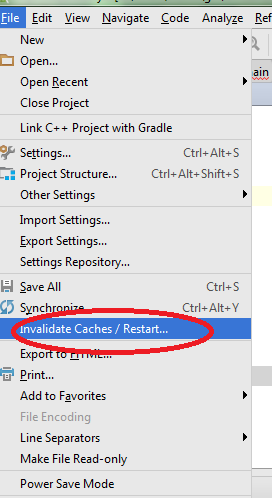 File Edit View Navigate Code Analyze Ref
New
Open...
Open Recent
Close Project
ain
Link C++ Project with Gradle
Settings... Ctrl+Alt+S
Project Structure... Ctrl+Alt+Shift+S
Other Settings
Import Settings...
Export Settings...
Settings Repository...
Save All Ctrl+S
Synchronize Ctrl+Alt+Y
Invalidate Caches / Restart...
Export to HTML...
Print...
Add to Favorites
File Encoding
Line Separators
Make File Read-only
Power Save Mode